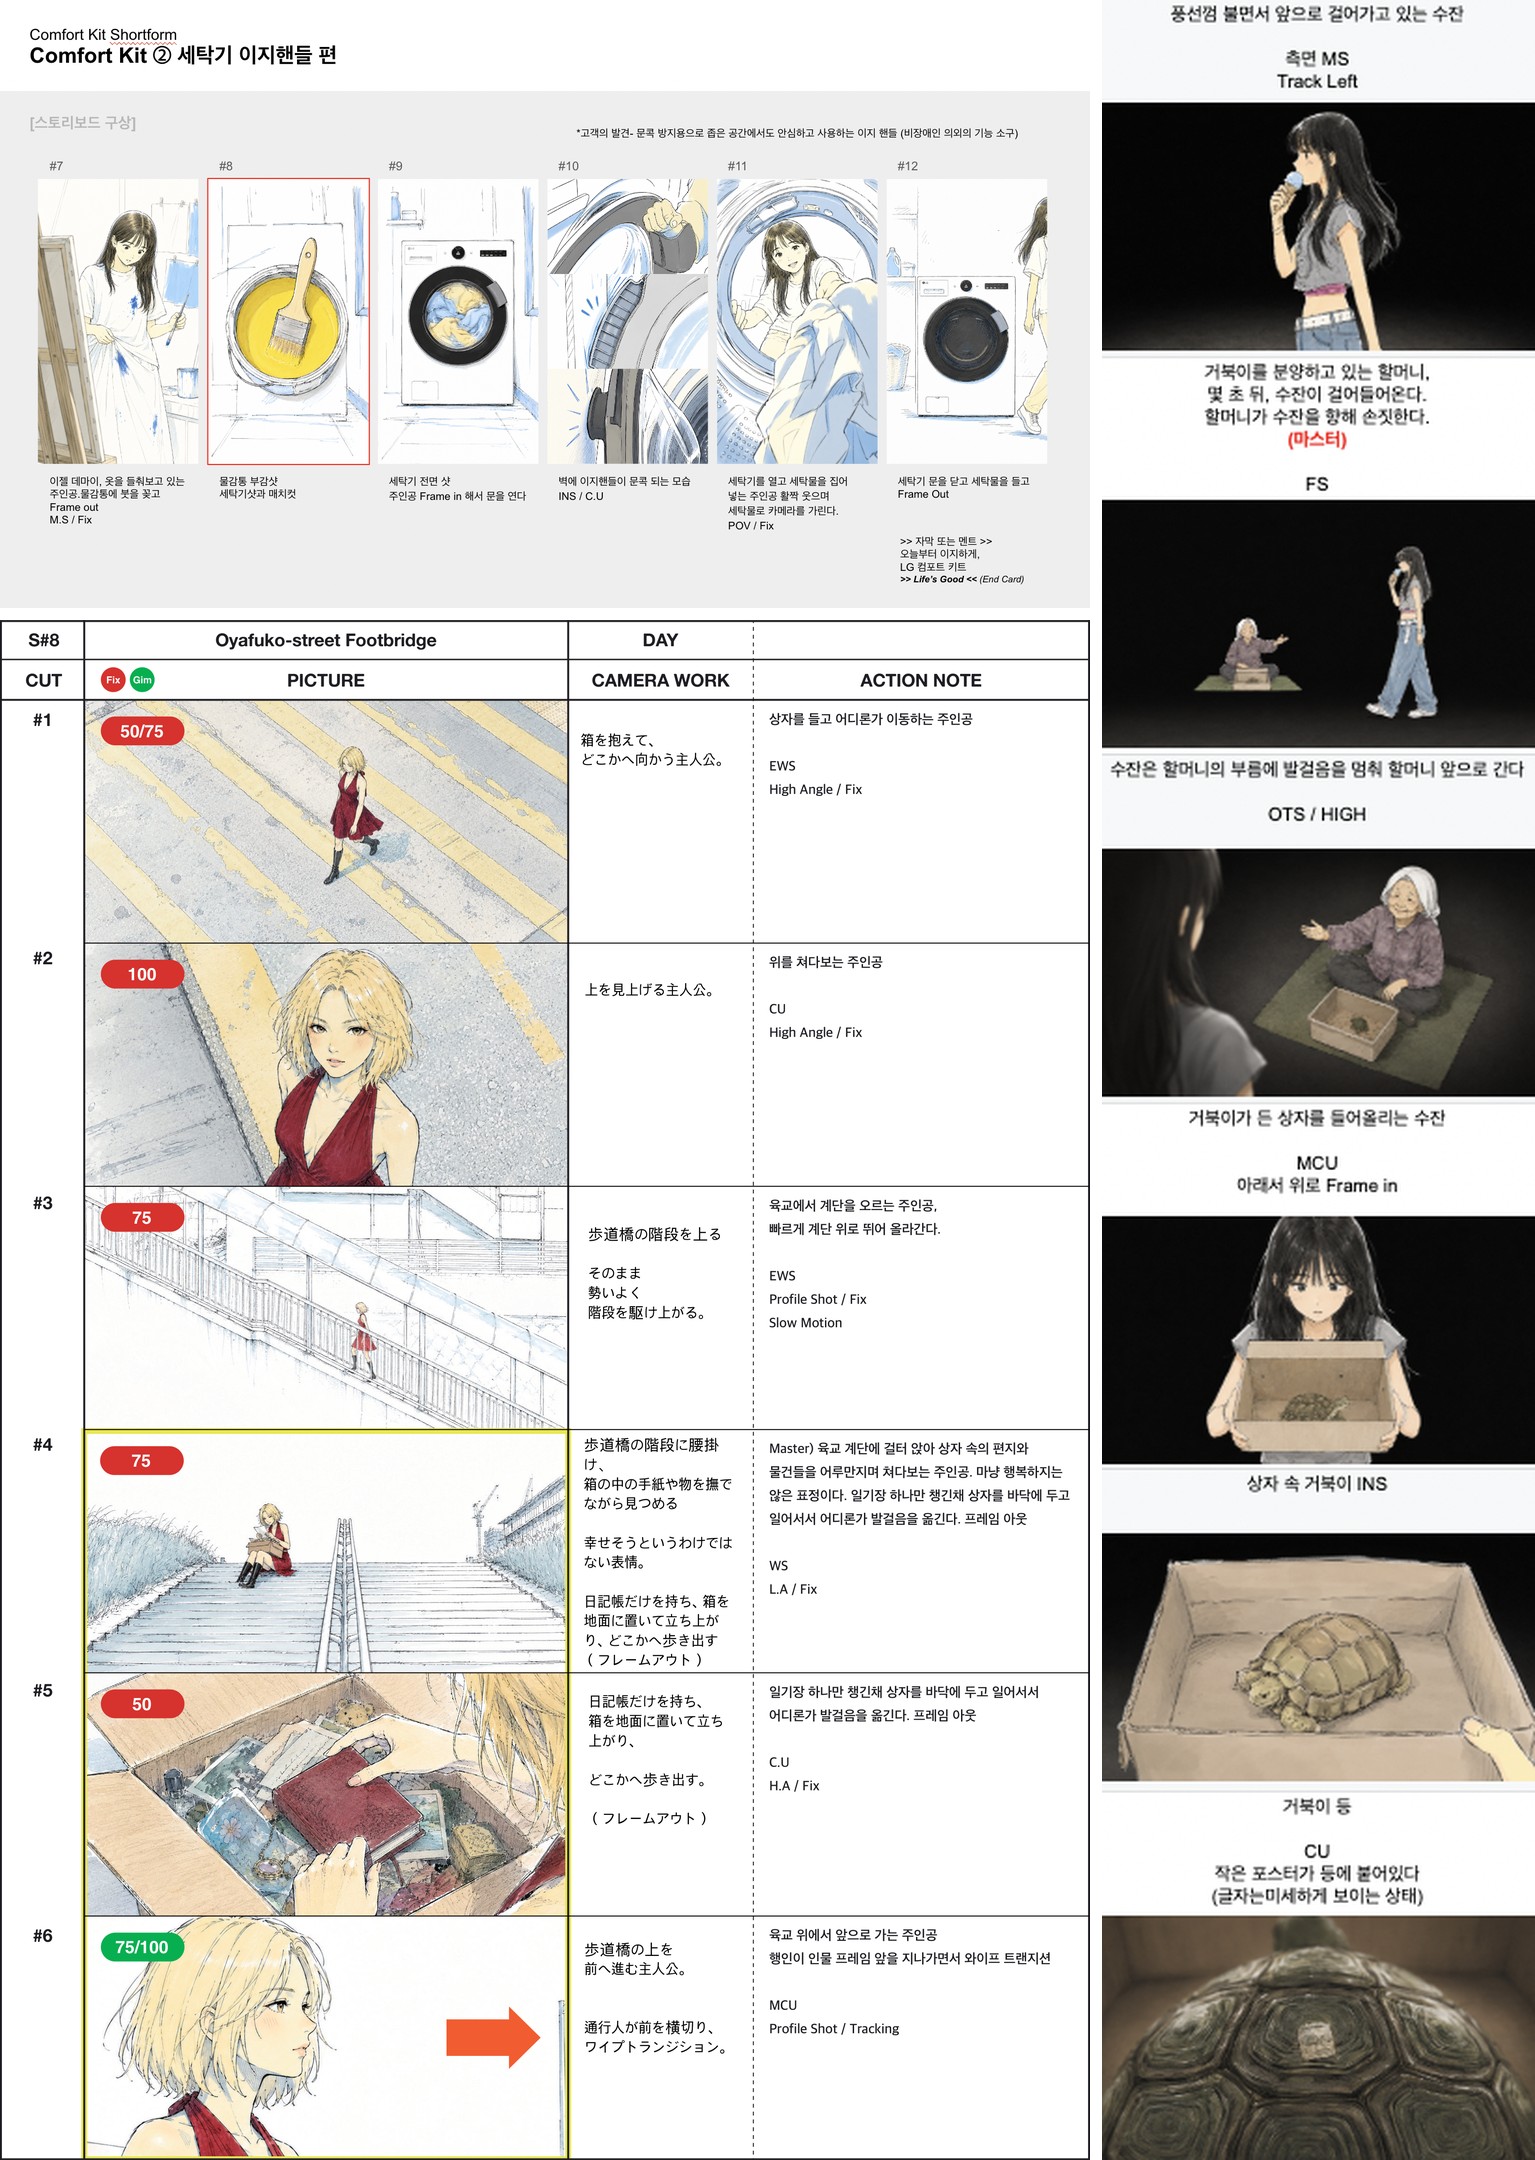 Comfort Kit Shortform
Comfort Kit ② 세탁기 이지핸들 편
[스토리보드 구상]
*고객의 발견- 문콕 방지용으로 좁은 공간에서도 안심하고 사용하는 이지 핸들 (비장애인 의외의 기능 소구)
#7
#8
#9
#10
#11
#12
이젤 데마이, 옷을 들춰보고 있는
주인공.물감통에 붓을 꽂고
Frame out
M.S / Fix
물감통 부감샷
세탁기샷과 매치컷
세탁기 전면 샷
주인공 Frame in 해서 문을 연다
벽에 이지핸들이 문콕 되는 모습
INS / C.U
세탁기를 열고 세탁물을 집어
넣는 주인공 활짝 웃으며
세탁물로 카메라를 가린다.
POV / Fix
세탁기 문을 닫고 세탁물을 들고
Frame Out
>> 자막 또는 멘트 >>
오늘부터 이지하게,
LG 컴포트 키트
>> Life's Good << (End Card)
S#8
Oyafuko-street Footbridge
DAY
CUT
Fix
Gim
PICTURE
CAMERA WORK
ACTION NOTE
#1
50/75
箱を抱えて、
どこかへ向かう主人公。
상자를 들고 어디론가 이동하는 주인공
EWS
High Angle / Fix
#2
100
上を見上げる主人公。
위를 쳐다보는 주인공
CU
High Angle / Fix
#3
75
歩道橋の階段を上る
そのまま
勢いよく
階段を駆け上がる。
육교에서 계단을 오르는 주인공,
빠르게 계단 위로 뛰어 올라간다.
EWS
Profile Shot / Fix
Slow Motion
#4
75
歩道橋の階段に腰掛
け、
箱の中の手紙や物を撫で
ながら見つめる
幸せそうというわけでは
ない表情。
日記帳だけを持ち、箱を
地面に置いて立ち上が
り、どこかへ歩き出す
( フレームアウト )
Master) 육교 계단에 걸터 앉아 상자 속의 편지와
물건들을 어루만지며 쳐다보는 주인공. 마냥 행복하지는
않은 표정이다. 일기장 하나만 챙긴채 상자를 바닥에 두고
일어서서 어디론가 발걸음을 옮긴다. 프레임 아웃
WS
L.A / Fix
#5
50
日記帳だけを持ち、
箱を地面に置いて立ち
上がり、
どこかへ歩き出す。
( フレームアウト )
일기장 하나만 챙긴채 상자를 바닥에 두고 일어서서
어디론가 발걸음을 옮긴다. 프레임 아웃
C.U
H.A / Fix
#6
75/100
歩道橋の上を
前へ進む主人公。
通行人が前を横切り、
ワイプトランジション。
육교 위에서 앞으로 가는 주인공
행인이 인물 프레임 앞을 지나가면서 와이프 트랜지션
MCU
Profile Shot / Tracking
풍선껌 불면서 앞으로 걸어가고 있는 수잔
측면 MS
Track Left
거북이를 분양하고 있는 할머니,
몇 초 뒤, 수잔이 걸어들어온다.
할머니가 수잔을 향해 손짓한다.
(마스터)
FS
수잔은 할머니의 부름에 발걸음을 멈춰 할머니 앞으로 간다
OTS / HIGH
거북이가 든 상자를 들어올리는 수잔
MCU
아래서 위로 Frame in
상자 속 거북이 INS
거북이 등
CU
작은 포스터가 등에 붙어있다
(글자는미세하게 보이는 상태)